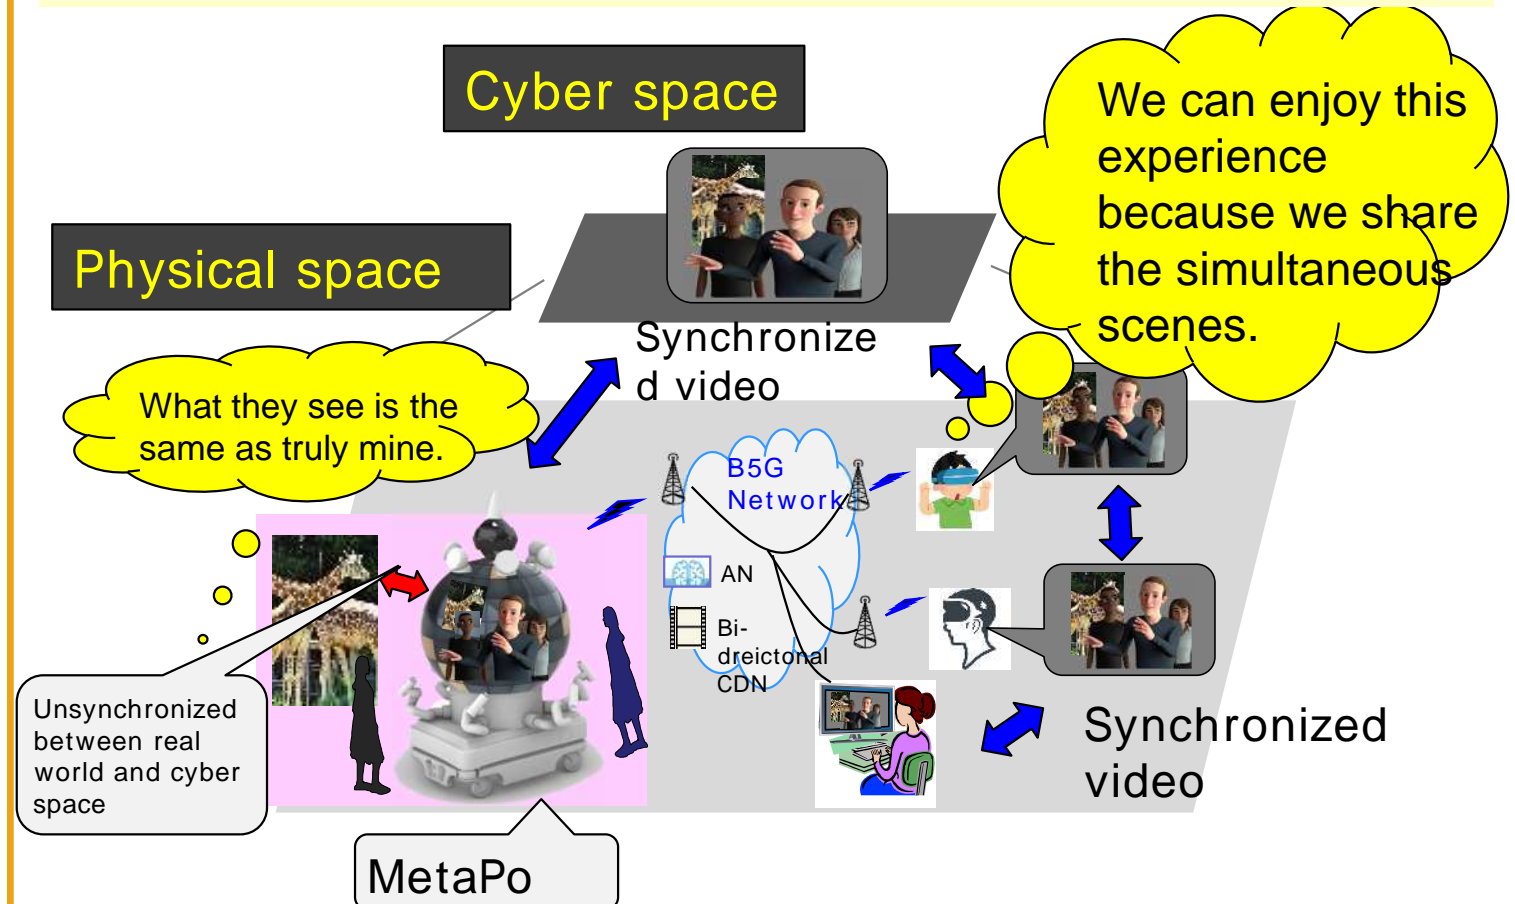 Cyber space
We can enjoy this
experience
because we share
the simultaneous
scenes.
Physical space
Synchronize
d video
What they see is the
same as truly mine.
B5G
Network
AN
Bi-
dreictonal
CDN
Unsynchronized
between real
world and cyber
space
Synchronized
video
MetaPo